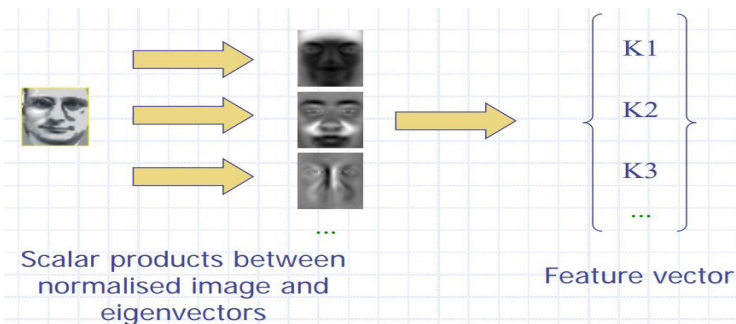 K1
K2
K3
...
...
Scalar products between
normalised image and
eigenvectors
Feature vector